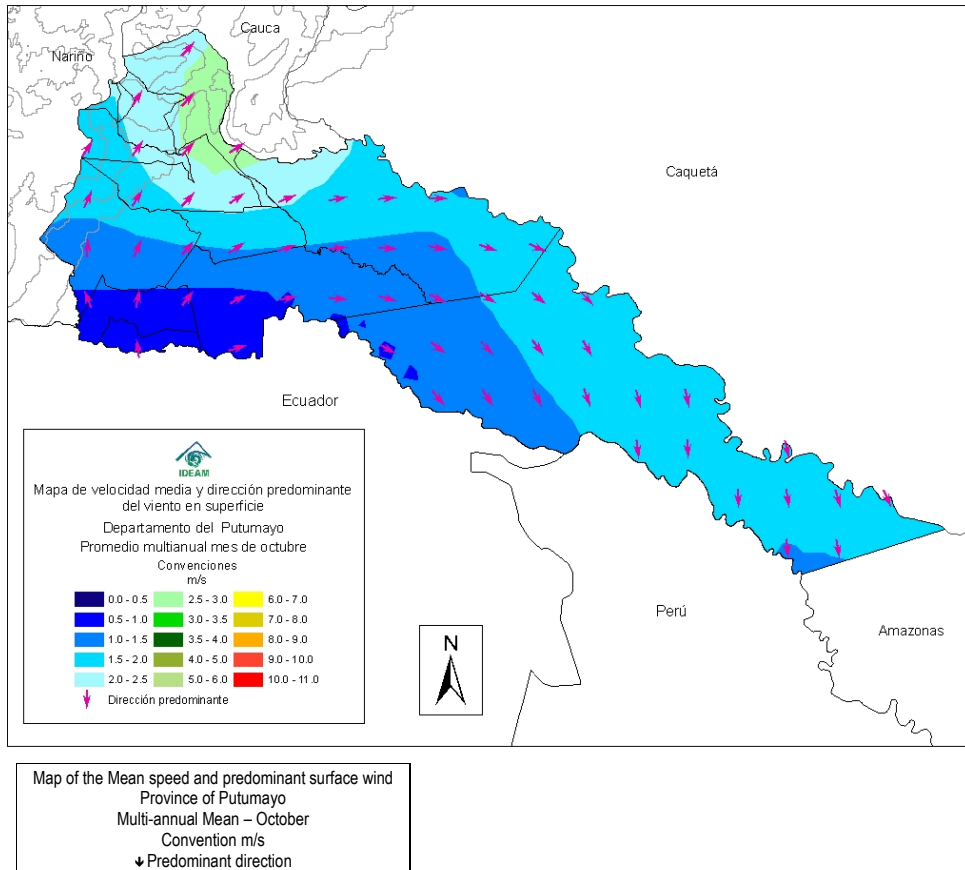 Cauca
Nariño
Caquetá
Ecuador
IDEAM
Mapa de velocidad media y dirección predominante
del viento en superficie
Departamento del Putumayo
Promedio multianual mes de octubre
Convenciones
m/s
0.0 - 0.5 2.5 - 3.0 6.0 - 7.0
0.5 - 1.0 3.0 - 3.5 7.0 - 8.0
1.0 - 1.5 3.5 - 4.0 8.0 - 9.0
1.5 - 2.0 4.0 - 5.0 9.0 - 10.0
2.0 - 2.5 5.0 - 6.0 10.0 - 11.0
Dirección predominante
N
Perú
Amazonas
Map of the Mean speed and predominant surface wind
Province of Putumayo
Multi-annual Mean – October
Convention m/s
Predominant direction